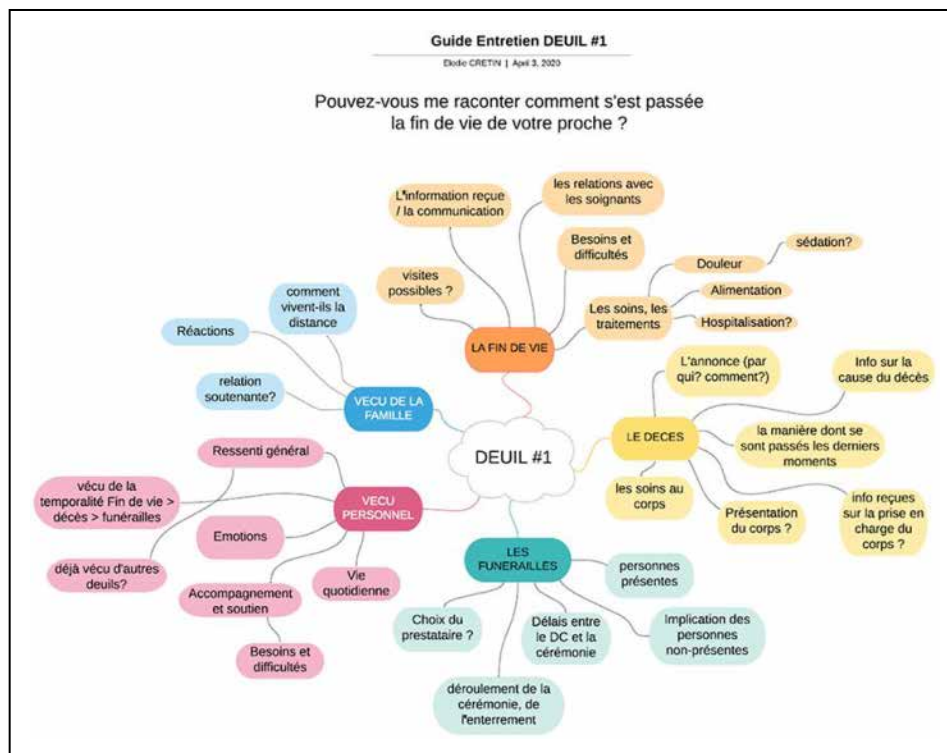 Guide Entretien DEUIL #1
Elodie CRETIN | April 3, 2020
Pouvez-vous me raconter comment s'est passée
la fin de vie de votre proche ?
L'information reçue
/ la communication
les relations avec
les soignants
Besoins et
difficultés
sédation?
Douleur
visites
possibles ?
Les soins, les
traitements
Alimentation
Hospitalisation?
LA FIN DE VIE
comment
vivent-ils la
distance
Réactions
relation
soutenante?
VECU DE LA
FAMILLE
L'annonce (par
qui? comment?)
Info sur la
cause du décès
LE DECES
la manière dont se
sont passés les derniers
moments
les soins au
corps
Présentation
du corps ?
info reçues
sur la prise en
charge du
corps ?
DEUIL #1
Ressenti général
vécu de la
temporalité Fin de vie >
décès > funérailles
VECU
PERSONNEL
Emotions
déjà vécu d'autres
deuils?
Accompagnement
et soutien
Vie
quotidienne
Besoins et
difficultés
LES
FUNERAILLES
personnes
présentes
Choix du
prestataire ?
Délais entre
le DC et la
cérémonie
Implication des
personnes
non-présentes
déroulement de la
cérémonie, de
l'enterrement